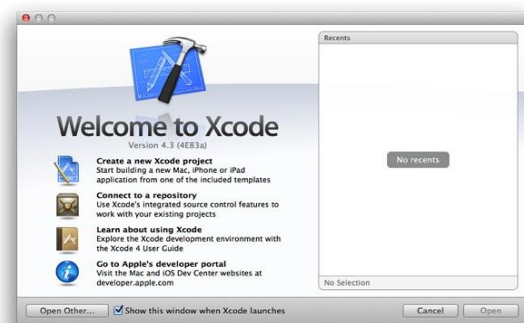 Recents
Welcome to Xcode
Version 4.3 (4E83a)
Create a new Xcode project
Start building a new Mac, iPhone or iPad
application from one of the included templates
Connect to a repository
Use Xcode's integrated source control features to
work with your existing projects
Learn about using Xcode
Explore the Xcode development environment with
the Xcode 4 User Guide
Go to Apple's developer portal
Visit the Mac and iOS Dev Center websites at
developer.apple.com
No recents
No Selection
Open Other...
Show this window when Xcode launches
Cancel
Open